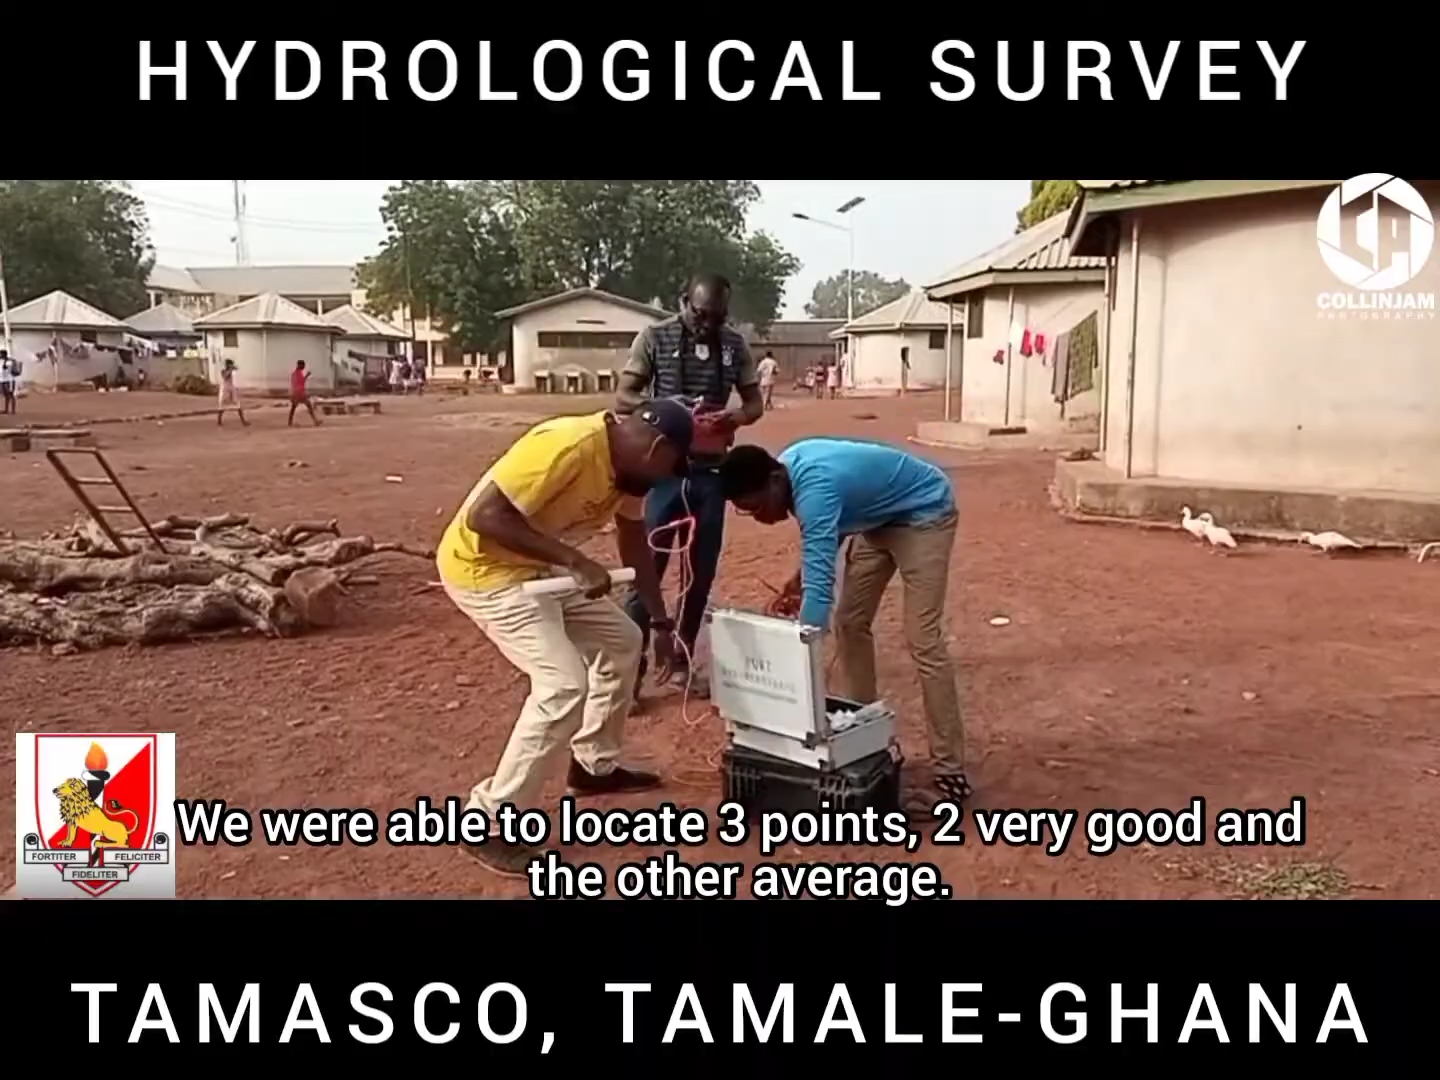 HYDROLOGICAL SURVEY
COLLINJAM
PHOTOGRAPHY
FORTITER FELICITER
FIDELITER
We were able to locate 3 points, 2 very good and
the other average.
TAMASCO, TAMALE-GHANA